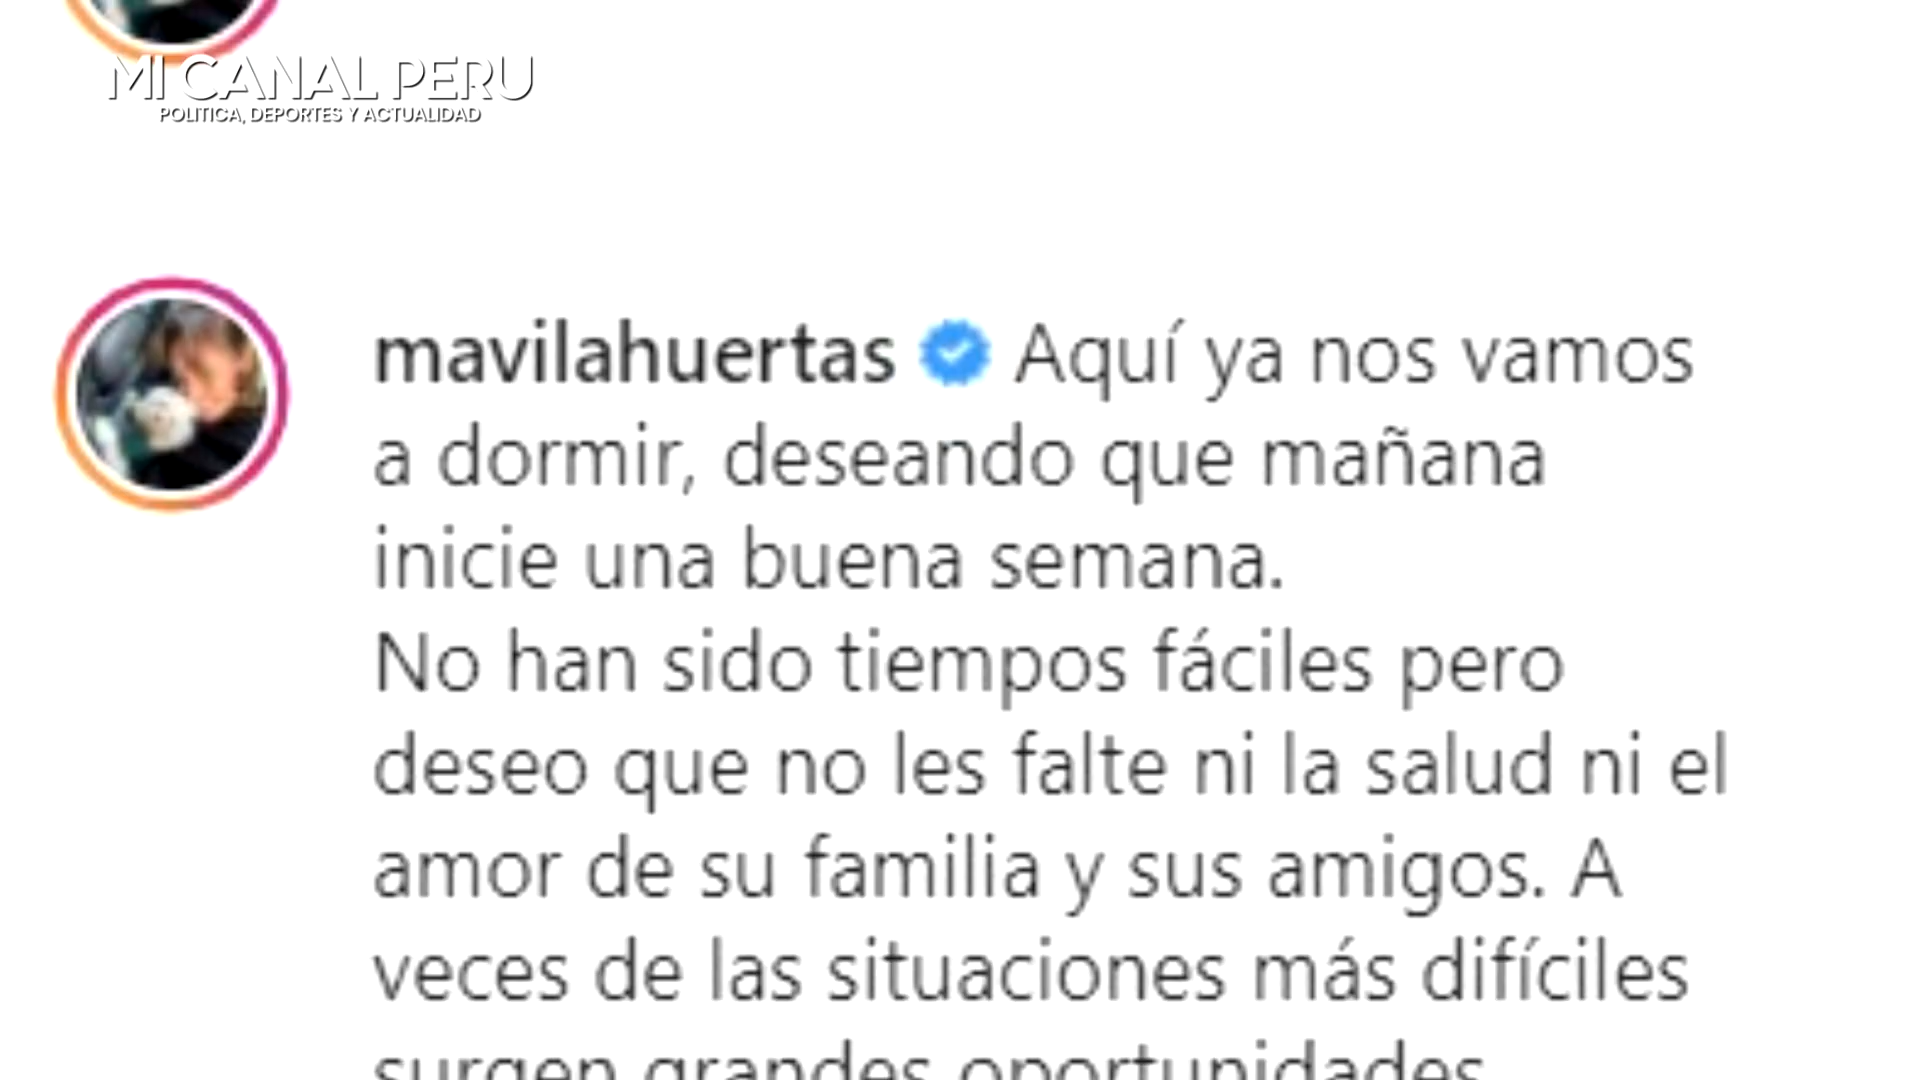 MI CANAL PERU
POLITICA, DEPORTES Y ACTUALIDAD
mavilahuertas Aquí ya nos vamos
a dormir, deseando que mañana
inicie una buena semana.
No han sido tiempos fáciles pero
deseo que no les falte ni la salud ni el
amor de su familia y sus amigos. A
veces de las situaciones más difíciles
surgen grandes oportunidades